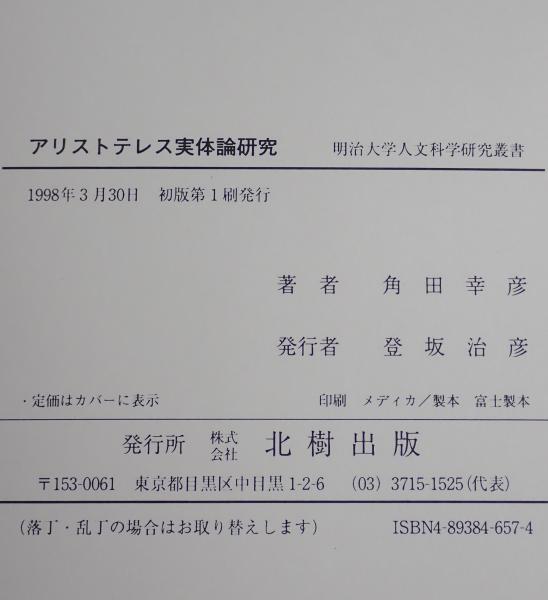 アリストテレス実体論研究　明治大学人文科学研究叢書
1998年3月30日　初版第1刷発行
著者　角田幸彦
発行者　登坂治彦
・定価はカバーに表示　印刷　メディカ／製本　富士製本
発行所　株式会社　北樹出版
〒153-0061　東京都目黒区中目黒1-2-6　(03) 3715-1525(代表)
(落丁・乱丁の場合はお取り替えします)　ISBN4-89384-657-4